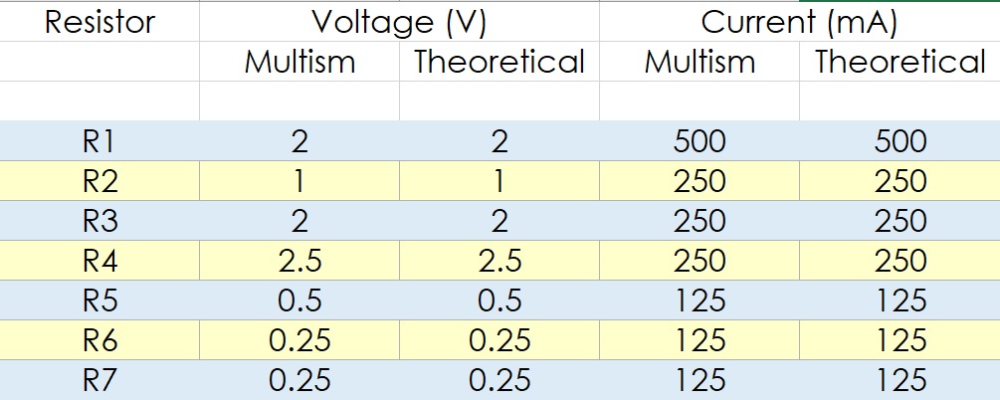 Resistor Voltage (V) Current (mA)
Multism Theoretical Multism Theoretical
R1 2 2 500 500
R2 1 1 250 250
R3 2 2 250 250
R4 2.5 2.5 250 250
R5 0.5 0.5 125 125
R6 0.25 0.25 125 125
R7 0.25 0.25 125 125